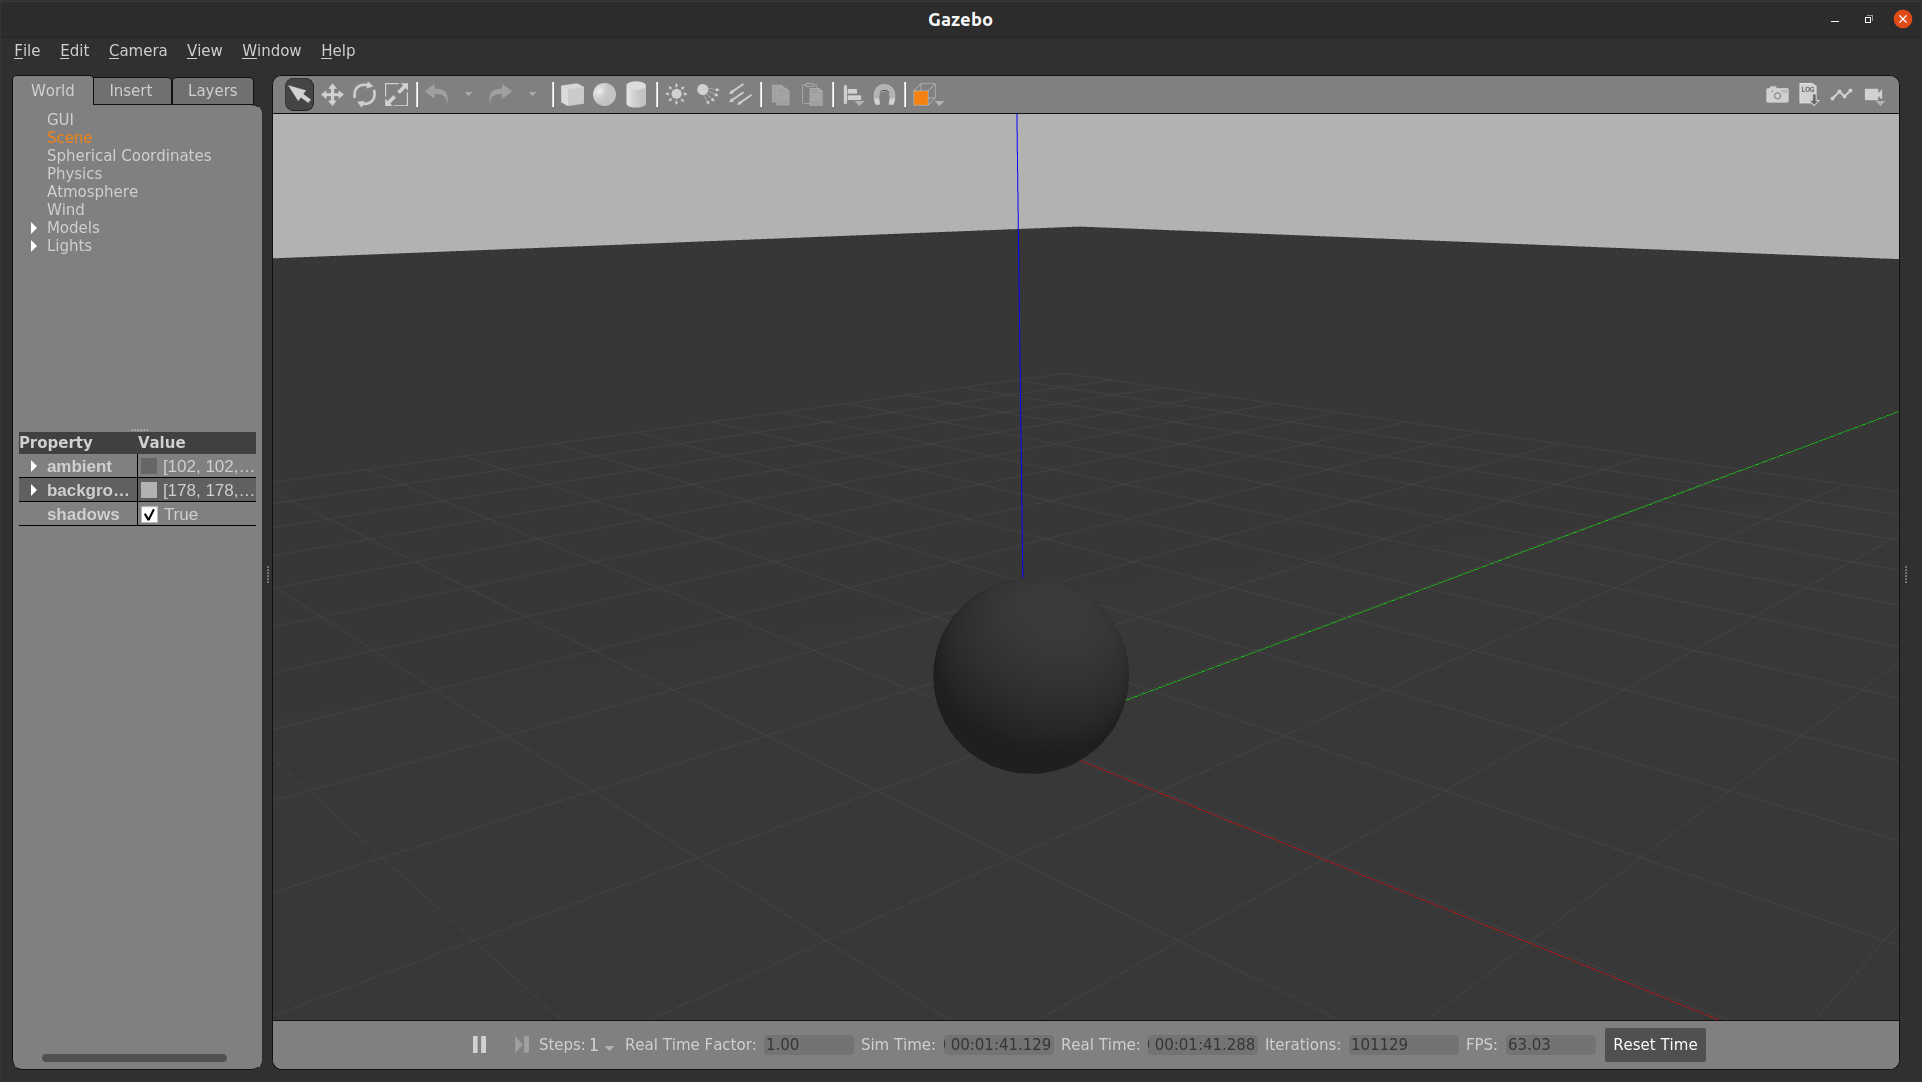 Gazebo
File Edit Camera View Window Help
World Insert Layers
LOG
GUI
Scene
Spherical Coordinates
Physics
Atmosphere
Wind
Models
Lights
Property Value
ambient [102, 102,...
backgro... [178, 178,...
shadows True
Steps: 1 Real Time Factor: 1.00 Sim Time: 00:01:41.129 Real Time: 00:01:41.288 Iterations: 101129 FPS: 63.03 Reset Time